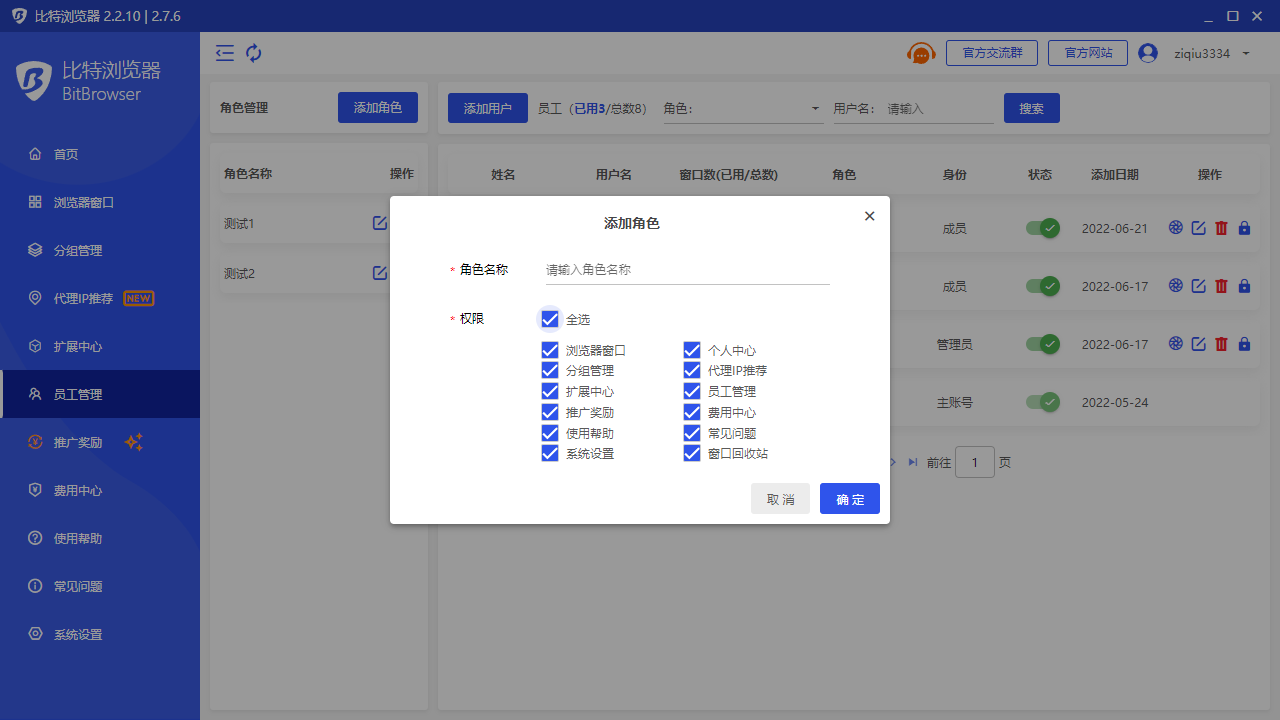 比特浏览器 2.2.10 | 2.7.6
比特浏览器
BitBrowser
首页
浏览器窗口
分组管理
代理IP推荐 NEW
扩展中心
员工管理
推广奖励
费用中心
使用帮助
常见问题
系统设置
官方交流群 官方网站 ziqiu3334
角色管理 添加角色
角色名称 操作
测试1
测试2
添加用户 员工（已用3/总数8） 角色： 用户名： 请输入 搜索
姓名 用户名 窗口数(已用/总数) 角色 身份 状态 添加日期 操作
成员 2022-06-21
成员 2022-06-17
管理员 2022-06-17
主账号 2022-05-24
前往 1 页
添加角色
* 角色名称 请输入角色名称
* 权限 全选
浏览器窗口 个人中心
分组管理 代理IP推荐
扩展中心 员工管理
推广奖励 费用中心
使用帮助 常见问题
系统设置 窗口回收站
取 消 确 定